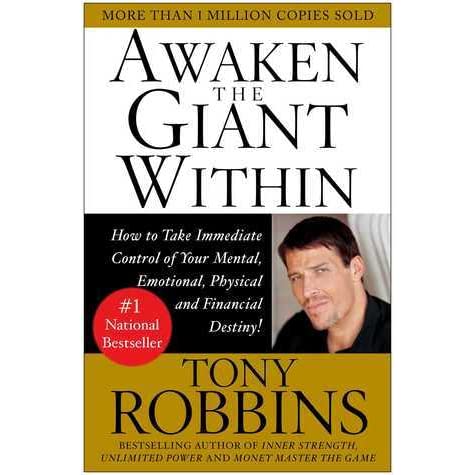 MORE THAN 1 MILLION COPIES SOLD
AWAKEN
THE
GIANT
WITHIN
How to Take Immediate
Control of Your Mental,
Emotional, Physical
and Financial
Destiny!
#1
National
Bestseller
TONY
ROBBINS
BESTSELLING AUTHOR OF INNER STRENGTH,
UNLIMITED POWER AND MONEY MASTER THE GAME